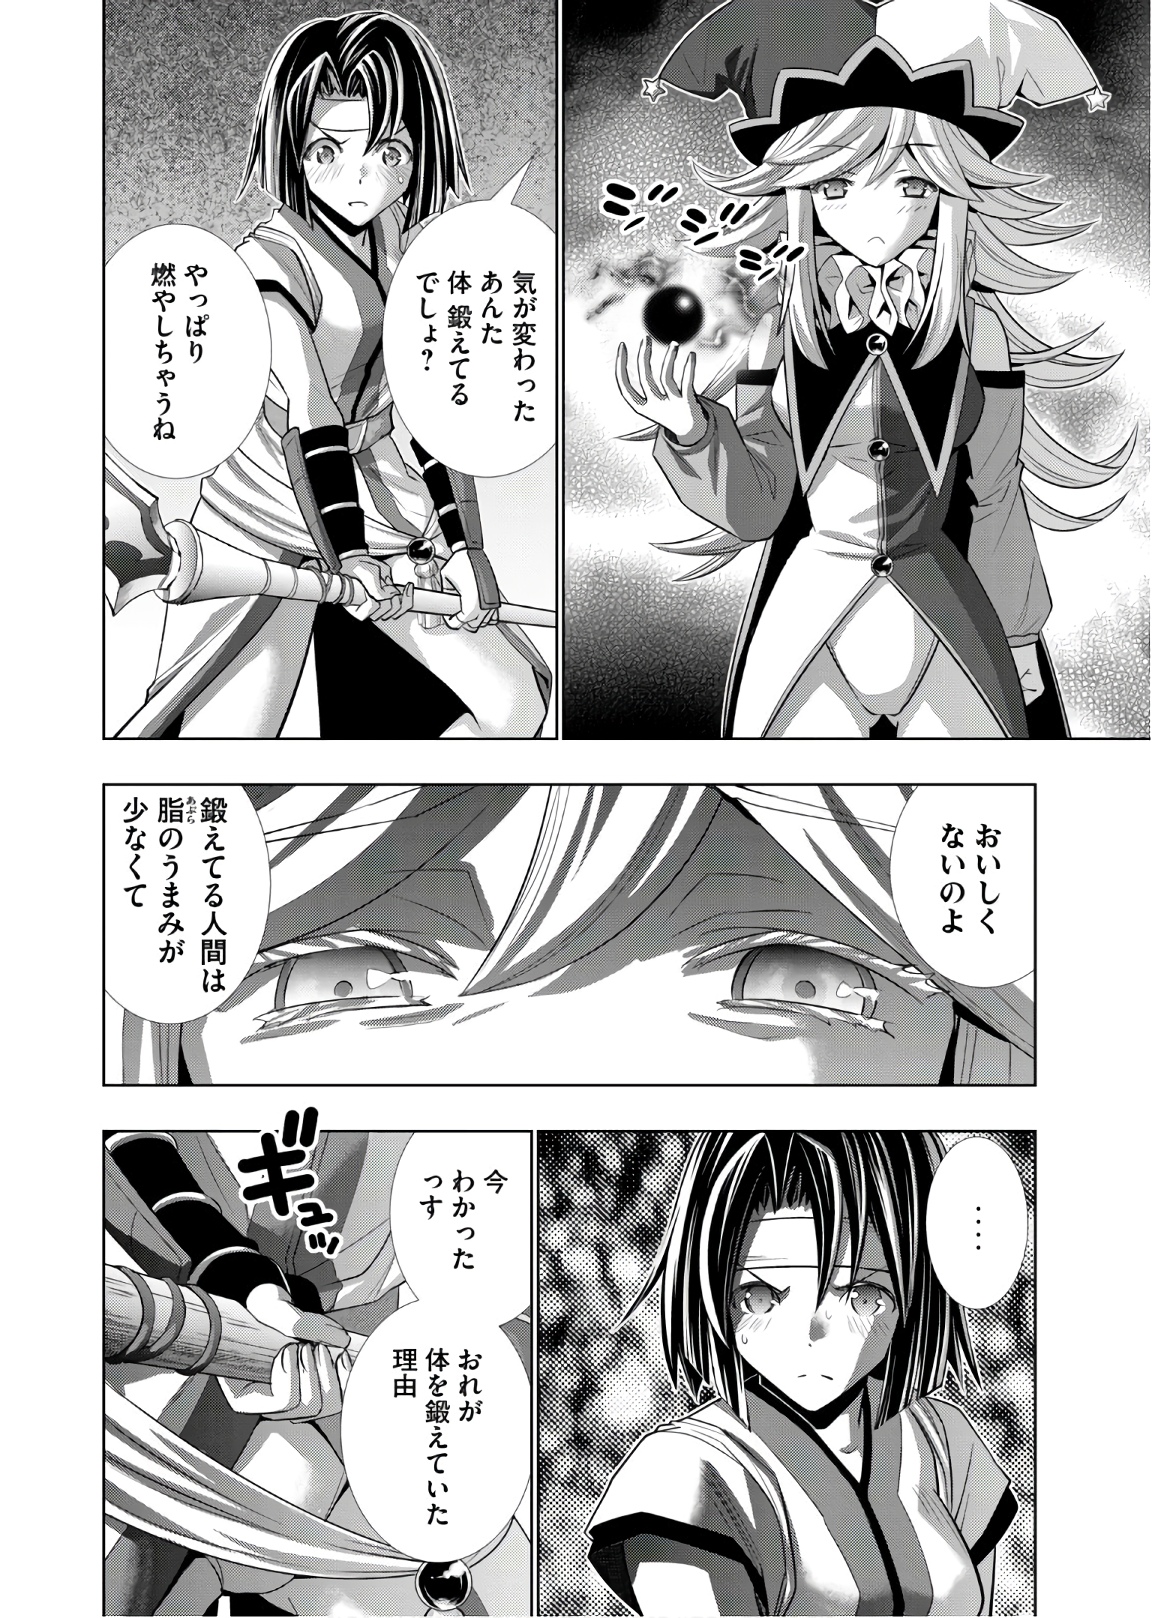 ジジジ
気が変わった
あんた
体 鍛えてる
でしょ?
やっぱり
燃やしちゃうね
おいしく
ないのよ
鍛えてる人間は
脂のうまみが
あぶら
少なくて
‥‥
今
わかった
っす
おれが
体を鍛えていた
理由
ギュッ